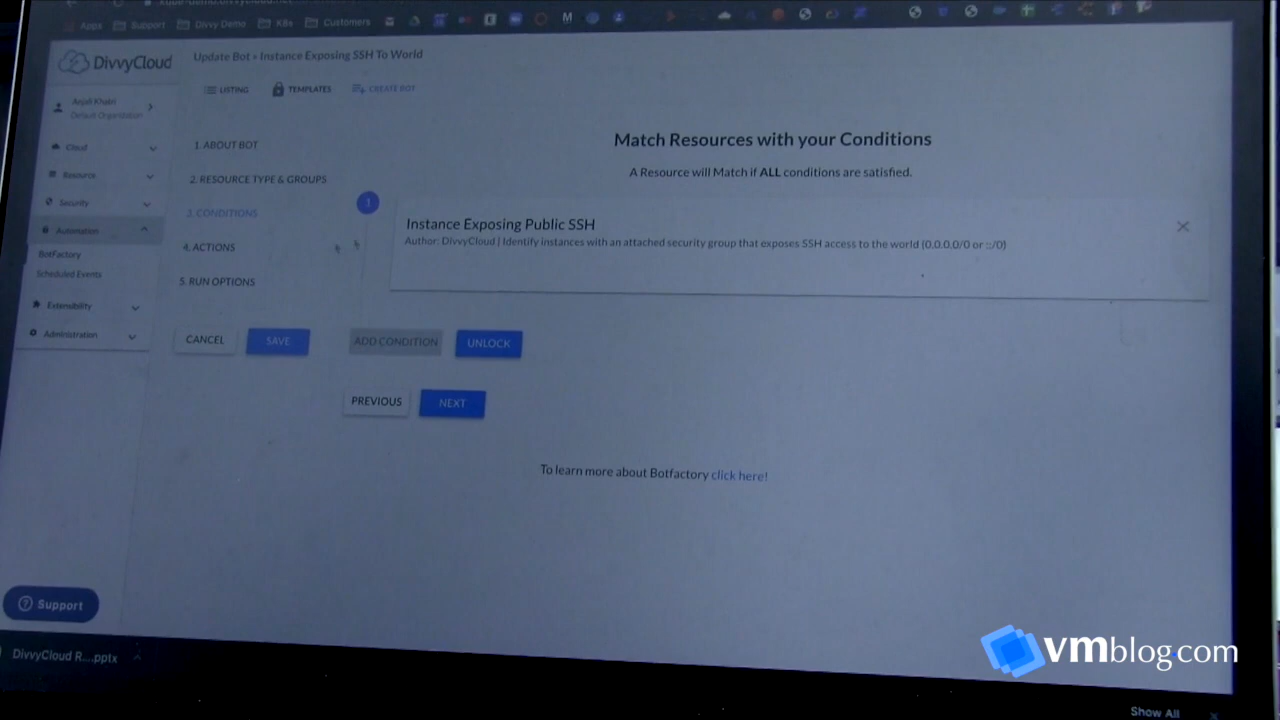 Apps Support Divvy Demo K8s Customers
DivvyCloud
Update Bot » Instance Exposing SSH To World
LISTING TEMPLATES CREATE BOT
Default Organization
Cloud
Resource
Security
Automation
BotFactory
Scheduled Events
Extensibility
Administration
1. ABOUT BOT
2. RESOURCE TYPE & GROUPS
3. CONDITIONS
4. ACTIONS
5. RUN OPTIONS
CANCEL SAVE
Match Resources with your Conditions
A Resource will Match if ALL conditions are satisfied.
1
Instance Exposing Public SSH
Author: DivvyCloud | Identify instances with an attached security group that exposes SSH access to the world (0.0.0.0/0 or ::/0)
ADD CONDITION UNLOCK
PREVIOUS NEXT
To learn more about Botfactory click here!
Support
DivvyCloud R....pptx
Show All
vmblog.com